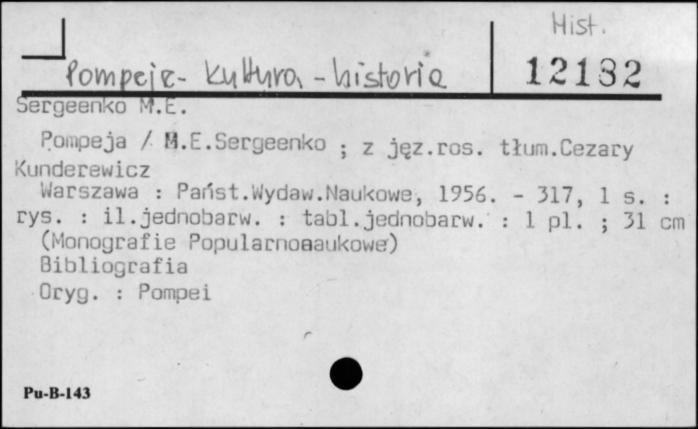 Hist.
Pompeje - kultura - historia
12182
Sergeenko M.E.
Pompeja / M.E.Sergeenko ; z jęz.ros. tłum.Cezary
Kunderewicz
Warszawa : Państ.Wydaw.Naukowe, 1956. - 317, 1 s. :
rys. : il.jednobarw. : tabl.jednobarw. : 1 pl. ; 31 cm
(Monografie Popularnonaukowe)
Bibliografia
Oryg. : Pompei
Pu-B-143